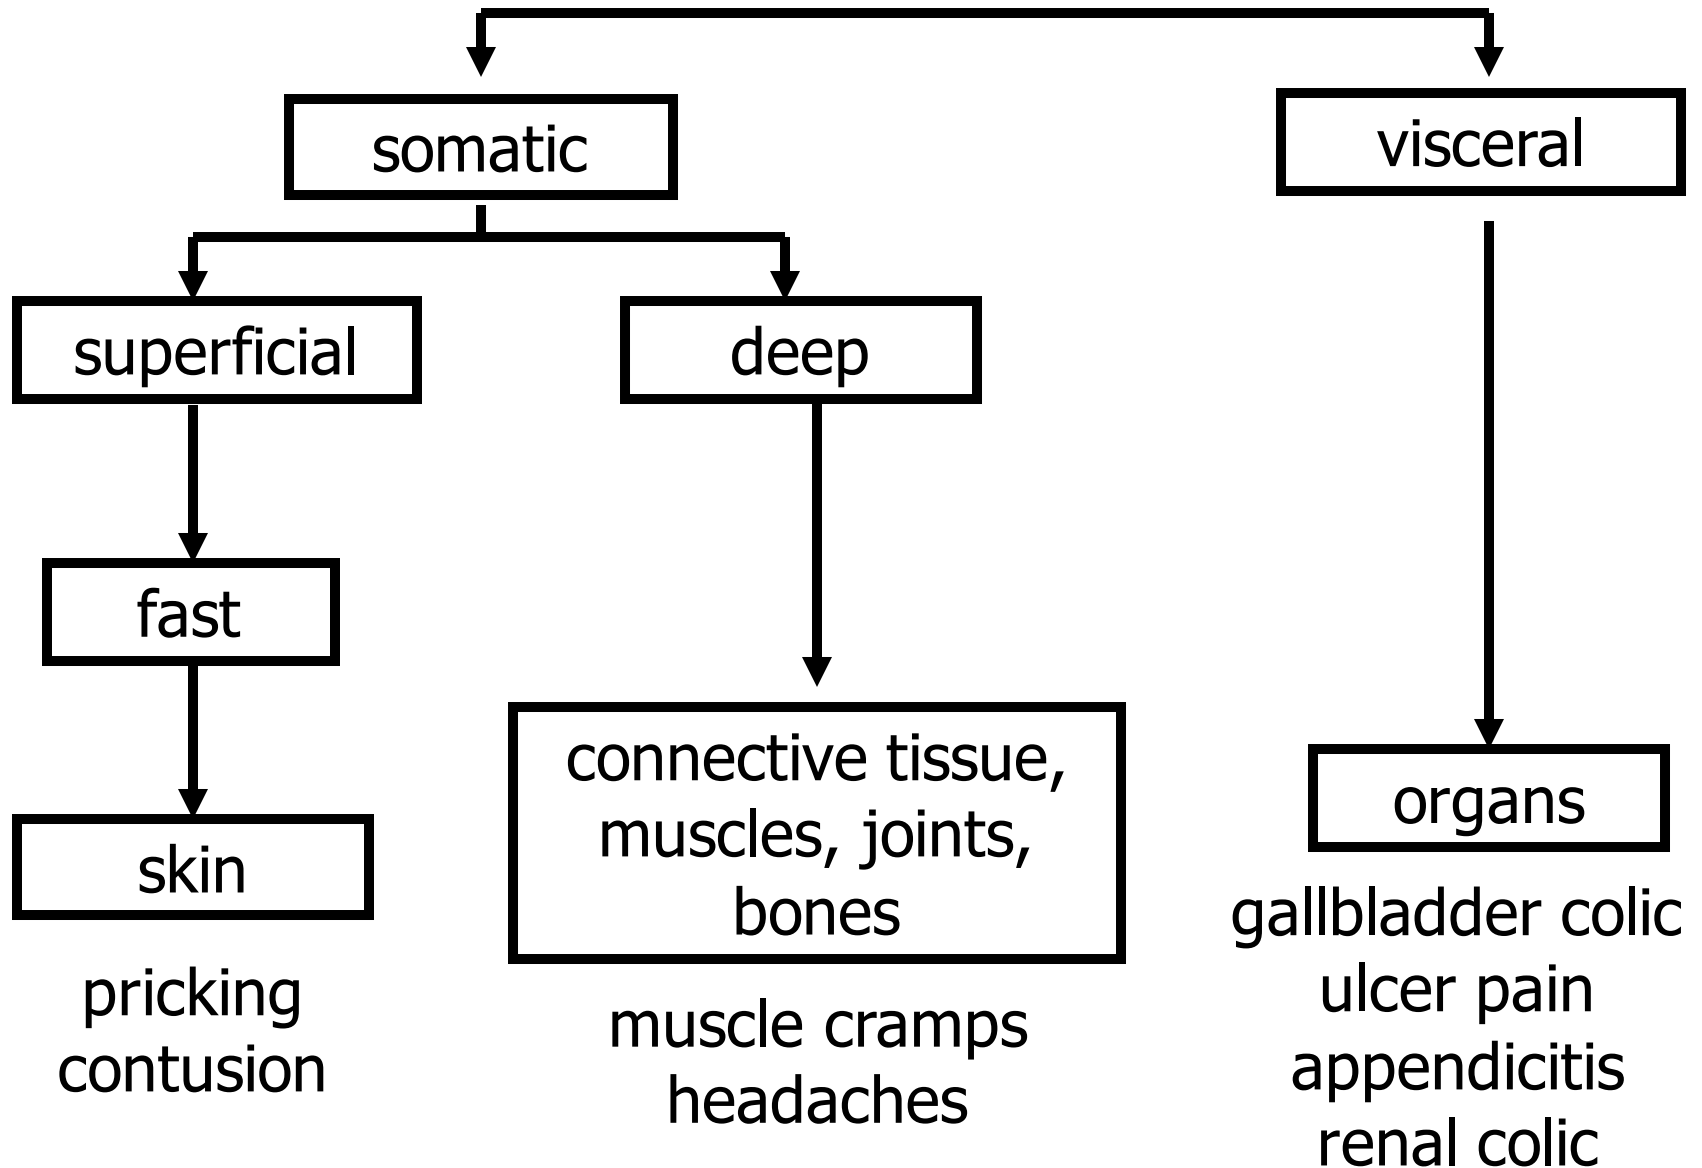 somatic
visceral
superficial
deep
fast
skin
connective tissue,
muscles, joints,
bones
organs
pricking
contusion
muscle cramps
headaches
gallbladder colic
ulcer pain
appendicitis
renal colic